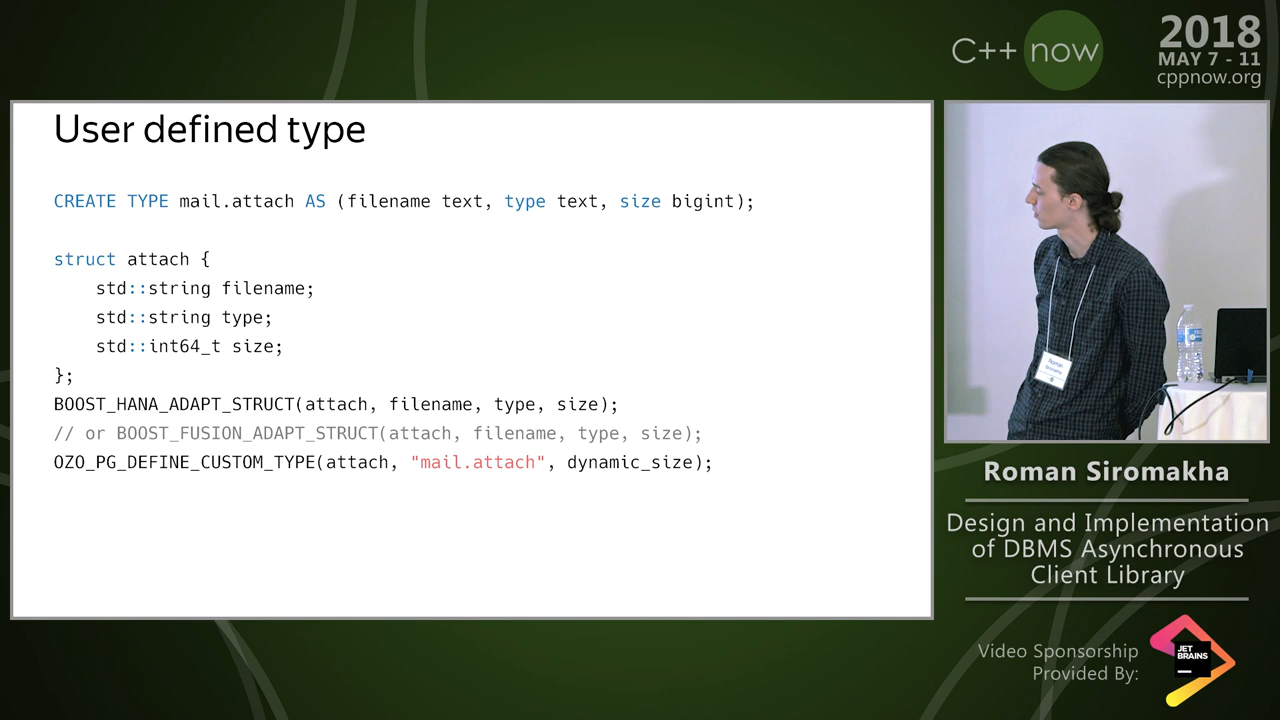 C++ now
2018
MAY 7 - 11
cppnow.org
User defined type
CREATE TYPE mail.attach AS (filename text, type text, size bigint);
struct attach {
std::string filename;
std::string type;
std::int64_t size;
};
BOOST_HANA_ADAPT_STRUCT(attach, filename, type, size);
// or BOOST_FUSION_ADAPT_STRUCT(attach, filename, type, size);
OZO_PG_DEFINE_CUSTOM_TYPE(attach, "mail.attach", dynamic_size);
Roman
Siromakha
Roman Siromakha
Design and Implementation
of DBMS Asynchronous
Client Library
Video Sponsorship
Provided By:
JET
BRAINS